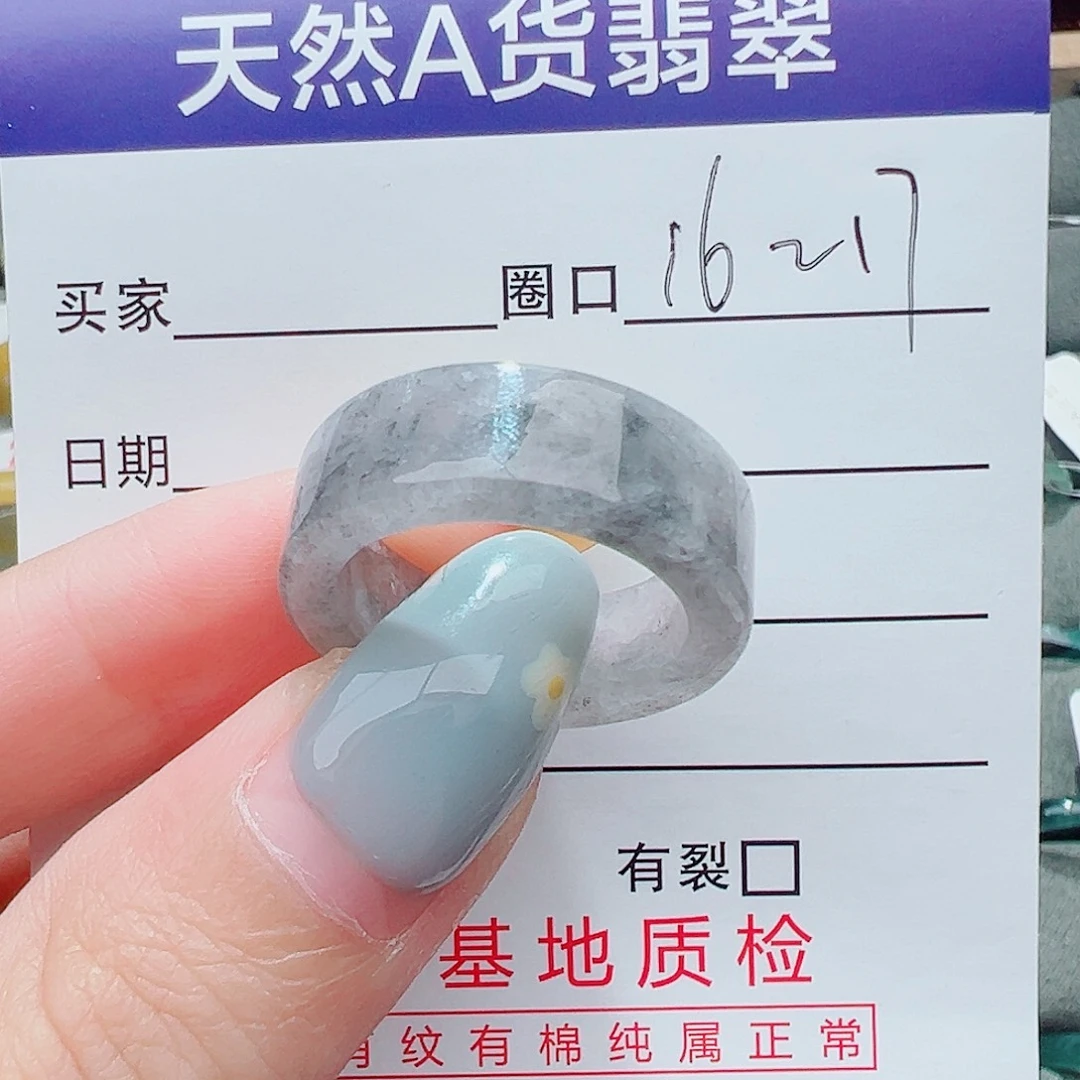 天然A货翡翠
买家 圈口 16~17
日期
有裂
基地质检
有纹有棉纯属正常